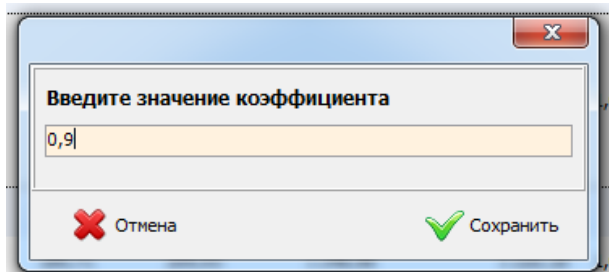 Введите значение коэффициента
0,9
Отмена
Сохранить